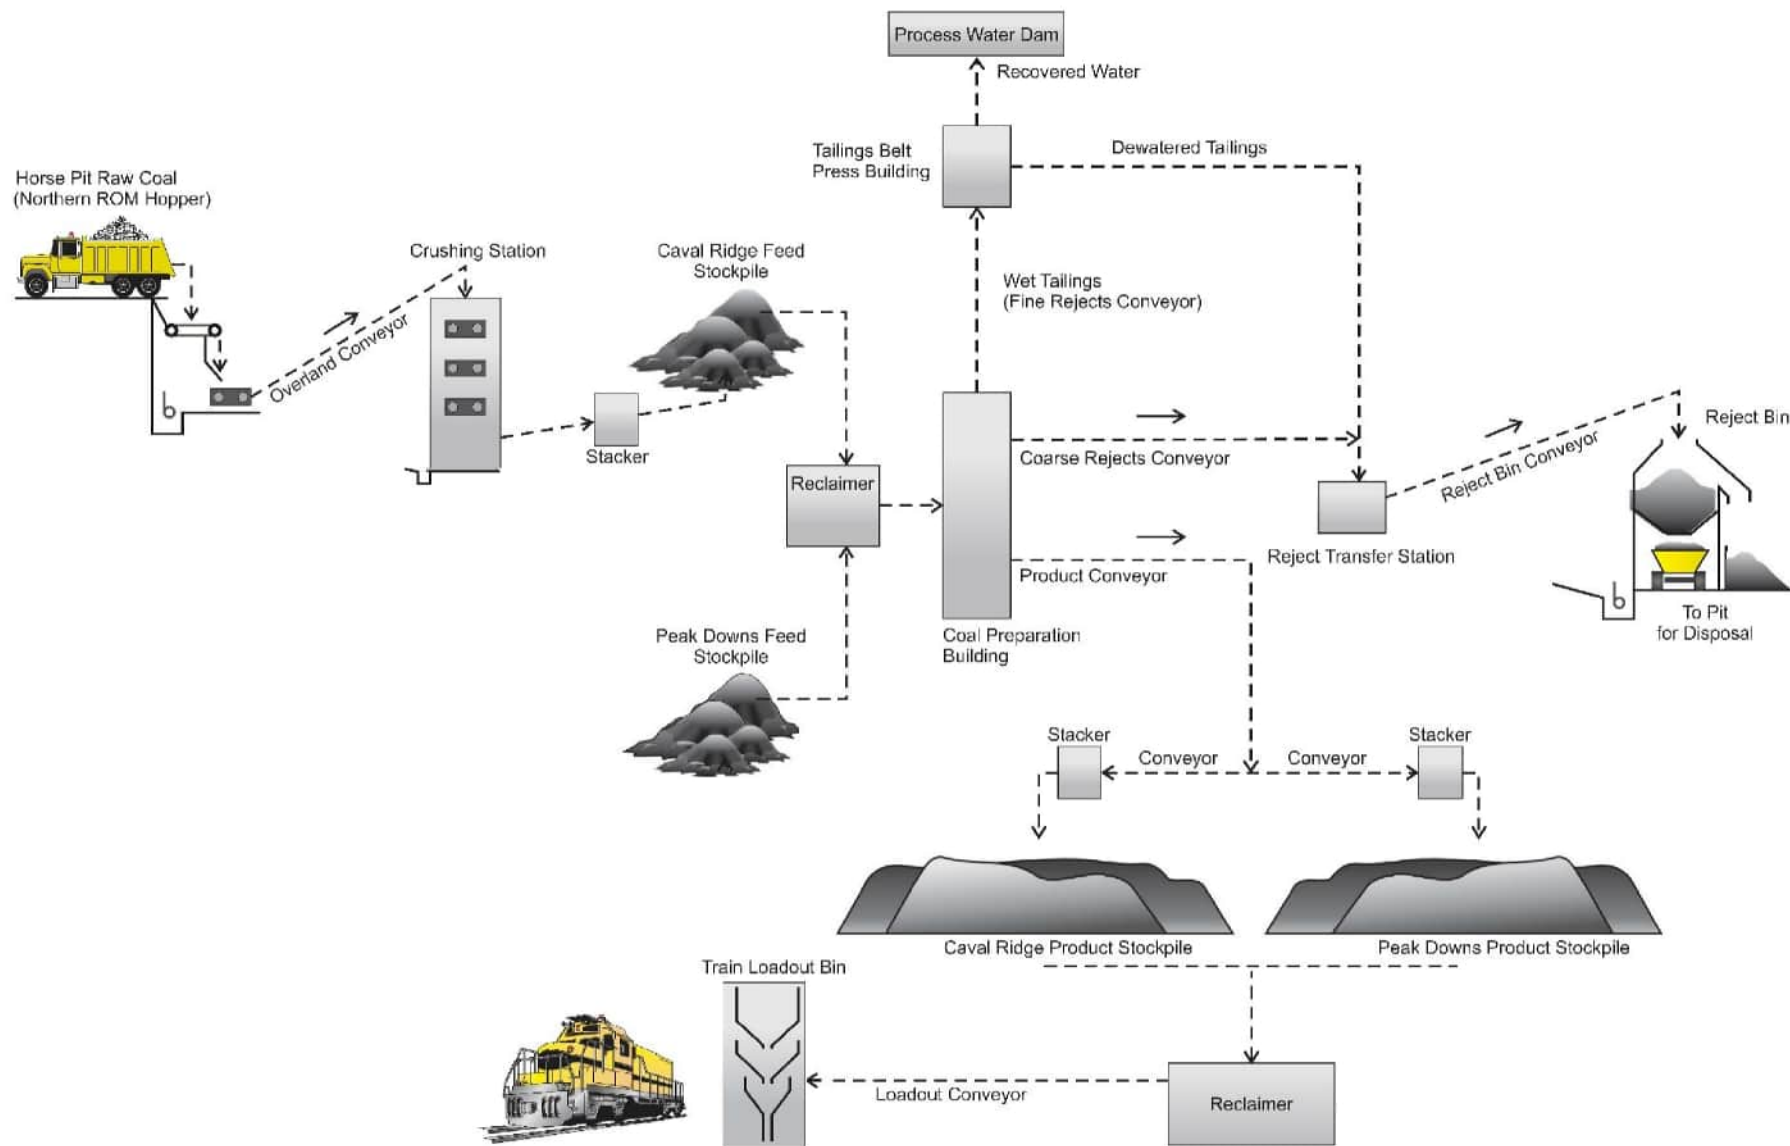 Process Water Dam
Recovered Water
Tailings Belt
Press Building
Dewatered Tailings
Horse Pit Raw Coal
(Northern ROM Hopper)
Crushing Station
Caval Ridge Feed
Stockpile
Wet Tailings
(Fine Rejects Conveyor)
Overland Conveyor
Stacker
Reclaimer
Coarse Rejects Conveyor
Reject Bin Conveyor
Reject Bin
Reject Transfer Station
Product Conveyor
To Pit
for Disposal
Peak Downs Feed
Stockpile
Coal Preparation
Building
Stacker
Conveyor
Conveyor
Stacker
Caval Ridge Product Stockpile
Peak Downs Product Stockpile
Train Loadout Bin
Loadout Conveyor
Reclaimer